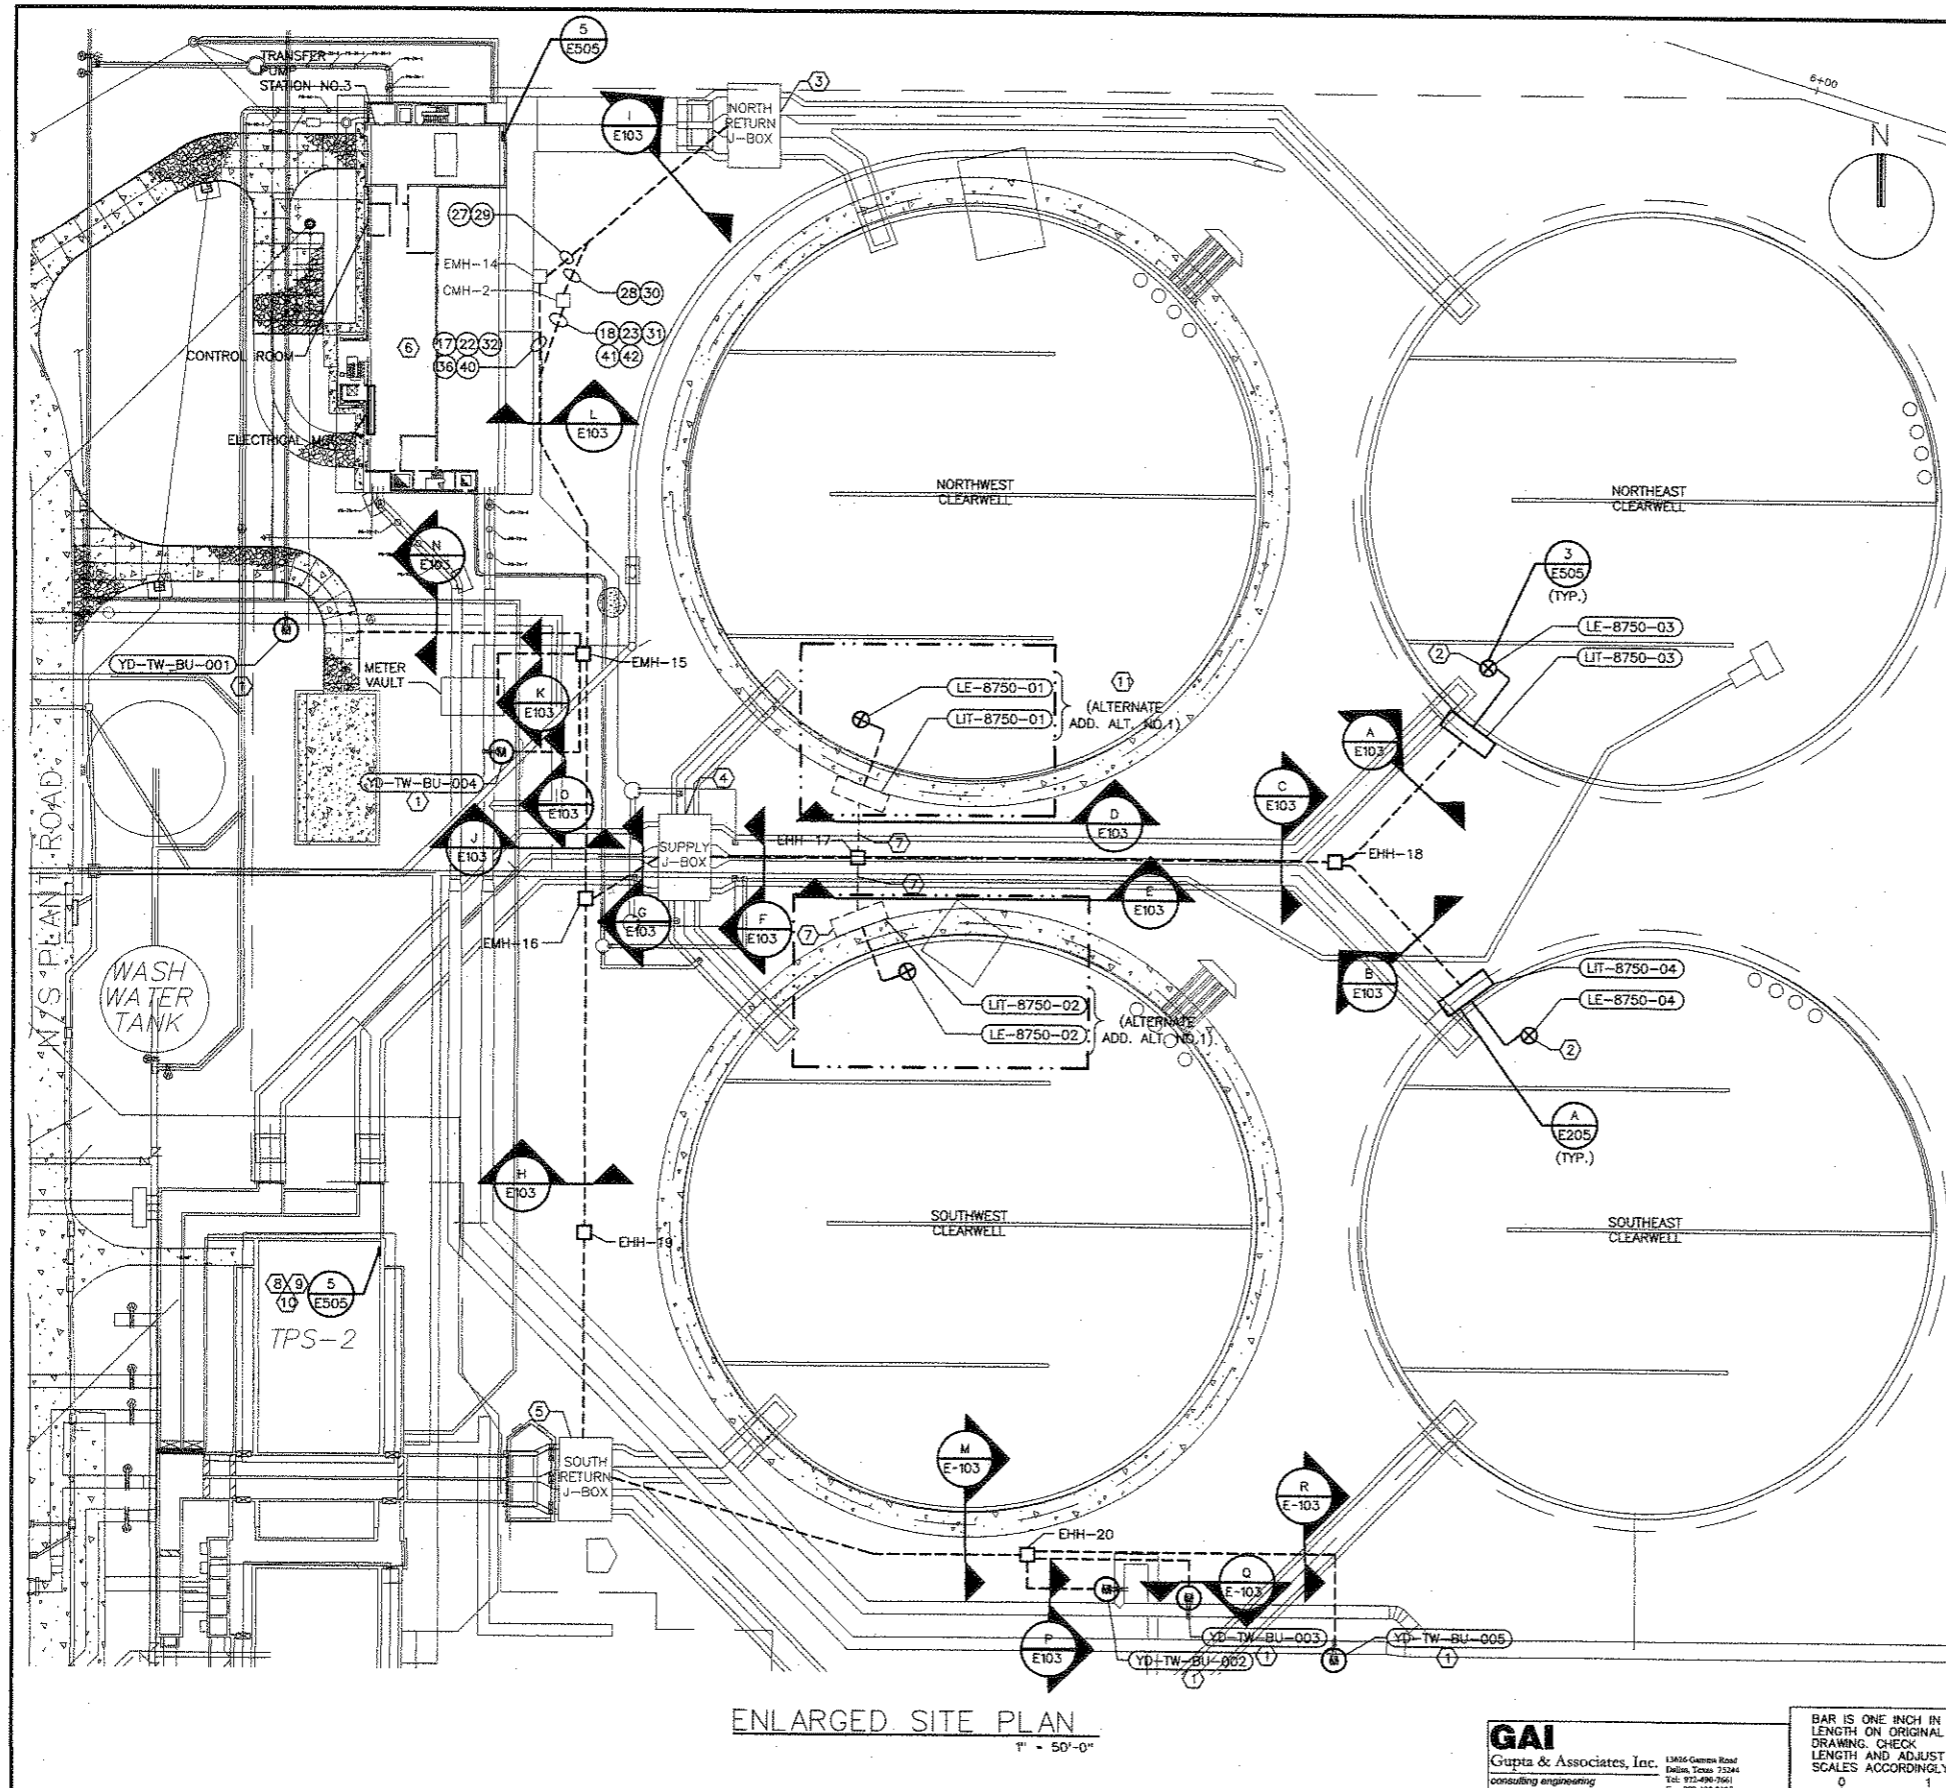 5
E505
TRANSFER
PUMP
STATION NO.3
3
6+00
NORTH
RETURN
J-BOX
I
E103
N
27 29
EMH-14
CMH-2
28 30
18 23 31
41 42
17 22 32
36 40
6
CONTROL ROOM
L
E103
ELECTRICAL
NORTHWEST
CLEARWELL
NORTHEAST
CLEARWELL
N
E103
3
E505
(TYP.)
LE-8750-03
2
LIT-8750-03
YD-TW-BU-001
1
EMH-15
METER
VAULT
K
E103
LE-8750-01
LIT-8750-01
11
(ALTERNATE
ADD. ALT. NO.1)
A
E103
YD-TW-BU-004
1
4
O
E103
C
E103
D
E103
J
E103
SUPPLY
J-BOX
EHH-17
7
EHH-18
7
E
E103
G
E103
F
E103
EMH-16
7
M/S PLANT ROAD
WASH
WATER
TANK
B
E103
LIT-8750-04
LE-8750-04
2
LIT-8750-02
LE-8750-02
(ALTERNATE
ADD. ALT. NO.1)
A
E205
(TYP.)
H
E103
SOUTHWEST
CLEARWELL
SOUTHEAST
CLEARWELL
EHH-19
8 9
10
5
E505
TPS-2
5
SOUTH
RETURN
J-BOX
M
E-103
R
E-103
EHH-20
Q
E-103
P
E103
YD-TW-BU-003
1
YD-TW-BU-002
1
YD-TW-BU-005
1
ENLARGED SITE PLAN
1" - 50'-0"
GAI
Gupta & Associates, Inc.
consulting engineering
13626 Gamma Road
Dallas, Texas 75244
Tel: 972-490-7661
BAR IS ONE INCH IN
LENGTH ON ORIGINAL
DRAWING. CHECK
LENGTH AND ADJUST
SCALES ACCORDINGLY
0 1